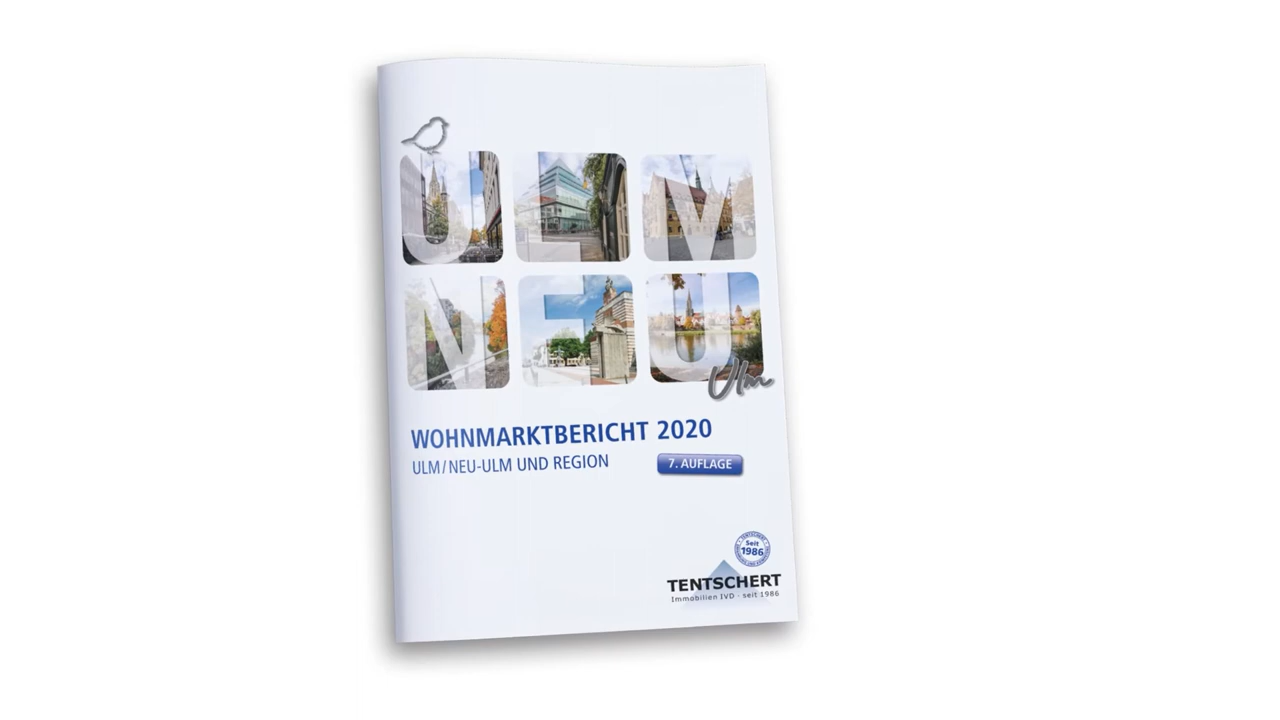 ULM
NEU
Ulm
WOHNMARKTBERICHT 2020
ULM/NEU-ULM UND REGION
7. AUFLAGE
Seit
1986
TENTSCHERT
Immobilien IVD · seit 1986